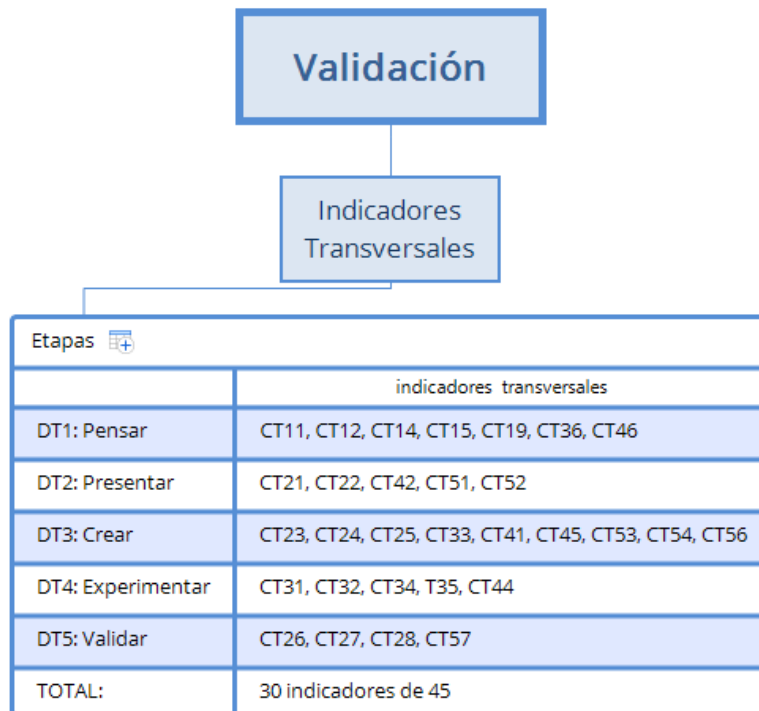 Validación
Indicadores
Transversales
Etapas
indicadores transversales
DT1: Pensar CT11, CT12, CT14, CT15, CT19, CT36, CT46
DT2: Presentar CT21, CT22, CT42, CT51, CT52
DT3: Crear CT23, CT24, CT25, CT33, CT41, CT45, CT53, CT54, CT56
DT4: Experimentar CT31, CT32, CT34, T35, CT44
DT5: Validar CT26, CT27, CT28, CT57
TOTAL: 30 indicadores de 45